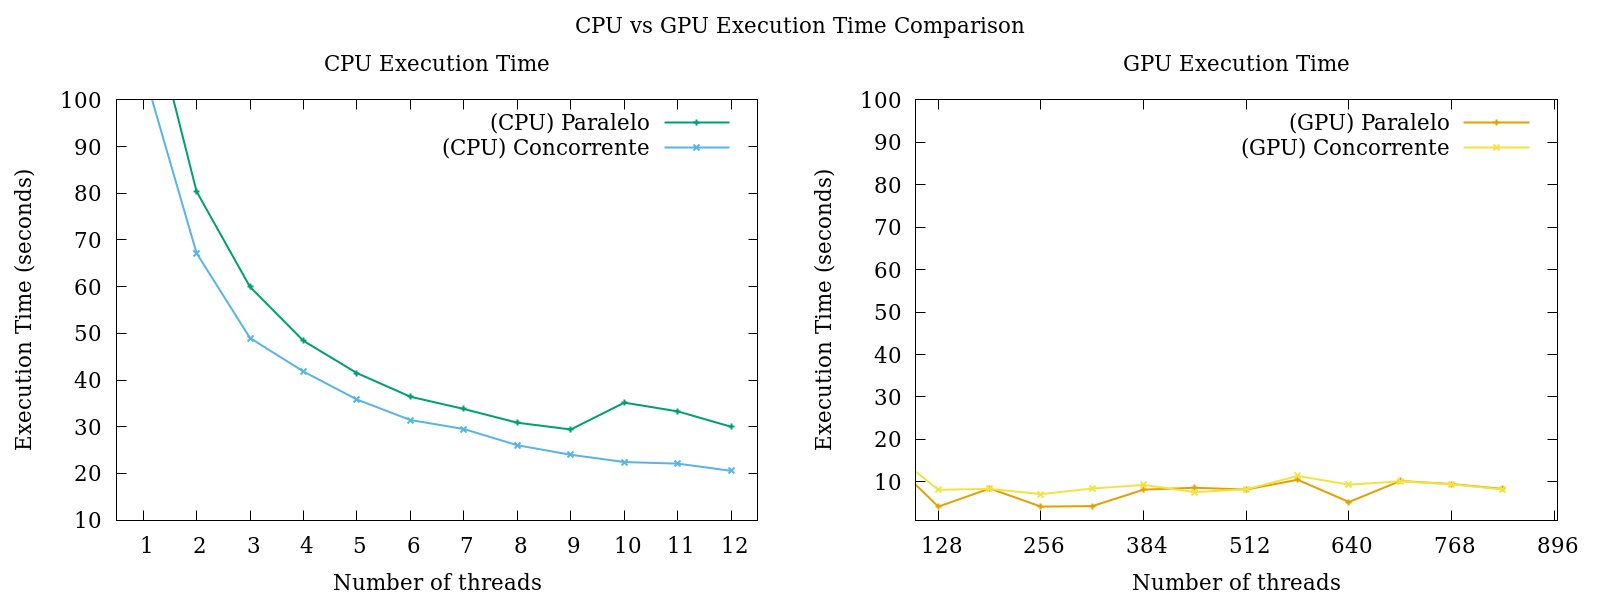 CPU vs GPU Execution Time Comparison
CPU Execution Time
Execution Time (seconds)
100
90
80
70
60
50
40
30
20
10
(CPU) Paralelo
(CPU) Concorrente
1 2 3 4 5 6 7 8 9 10 11 12
Number of threads
GPU Execution Time
Execution Time (seconds)
100
90
80
70
60
50
40
30
20
10
(GPU) Paralelo
(GPU) Concorrente
128 256 384 512 640 768 896
Number of threads